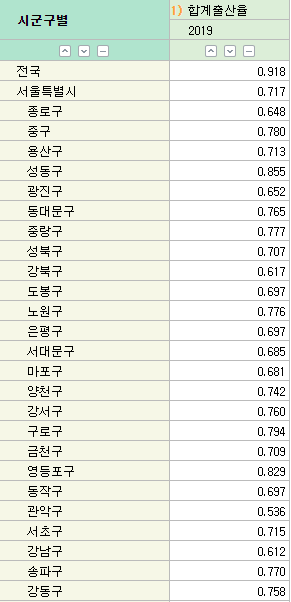 시군구별 1) 합계출산율
2019
전국 0.918
서울특별시 0.717
종로구 0.648
중구 0.780
용산구 0.713
성동구 0.855
광진구 0.652
동대문구 0.765
중랑구 0.777
성북구 0.707
강북구 0.617
도봉구 0.697
노원구 0.776
은평구 0.697
서대문구 0.685
마포구 0.681
양천구 0.742
강서구 0.760
구로구 0.794
금천구 0.709
영등포구 0.829
동작구 0.697
관악구 0.536
서초구 0.715
강남구 0.612
송파구 0.770
강동구 0.758